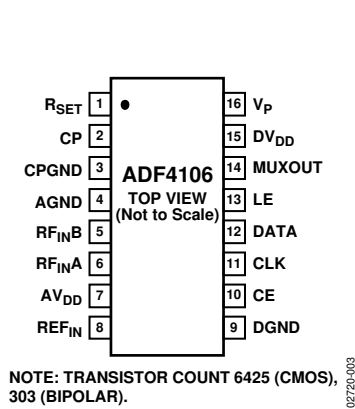 RSET 1
CP 2
CPGND 3
AGND 4
RFINB 5
RFINA 6
AVDD 7
REFIN 8
ADF4106
TOP VIEW
(Not to Scale)
16 VP
15 DVDD
14 MUXOUT
13 LE
12 DATA
11 CLK
10 CE
9 DGND
NOTE: TRANSISTOR COUNT 6425 (CMOS),
303 (BIPOLAR).
02720-003